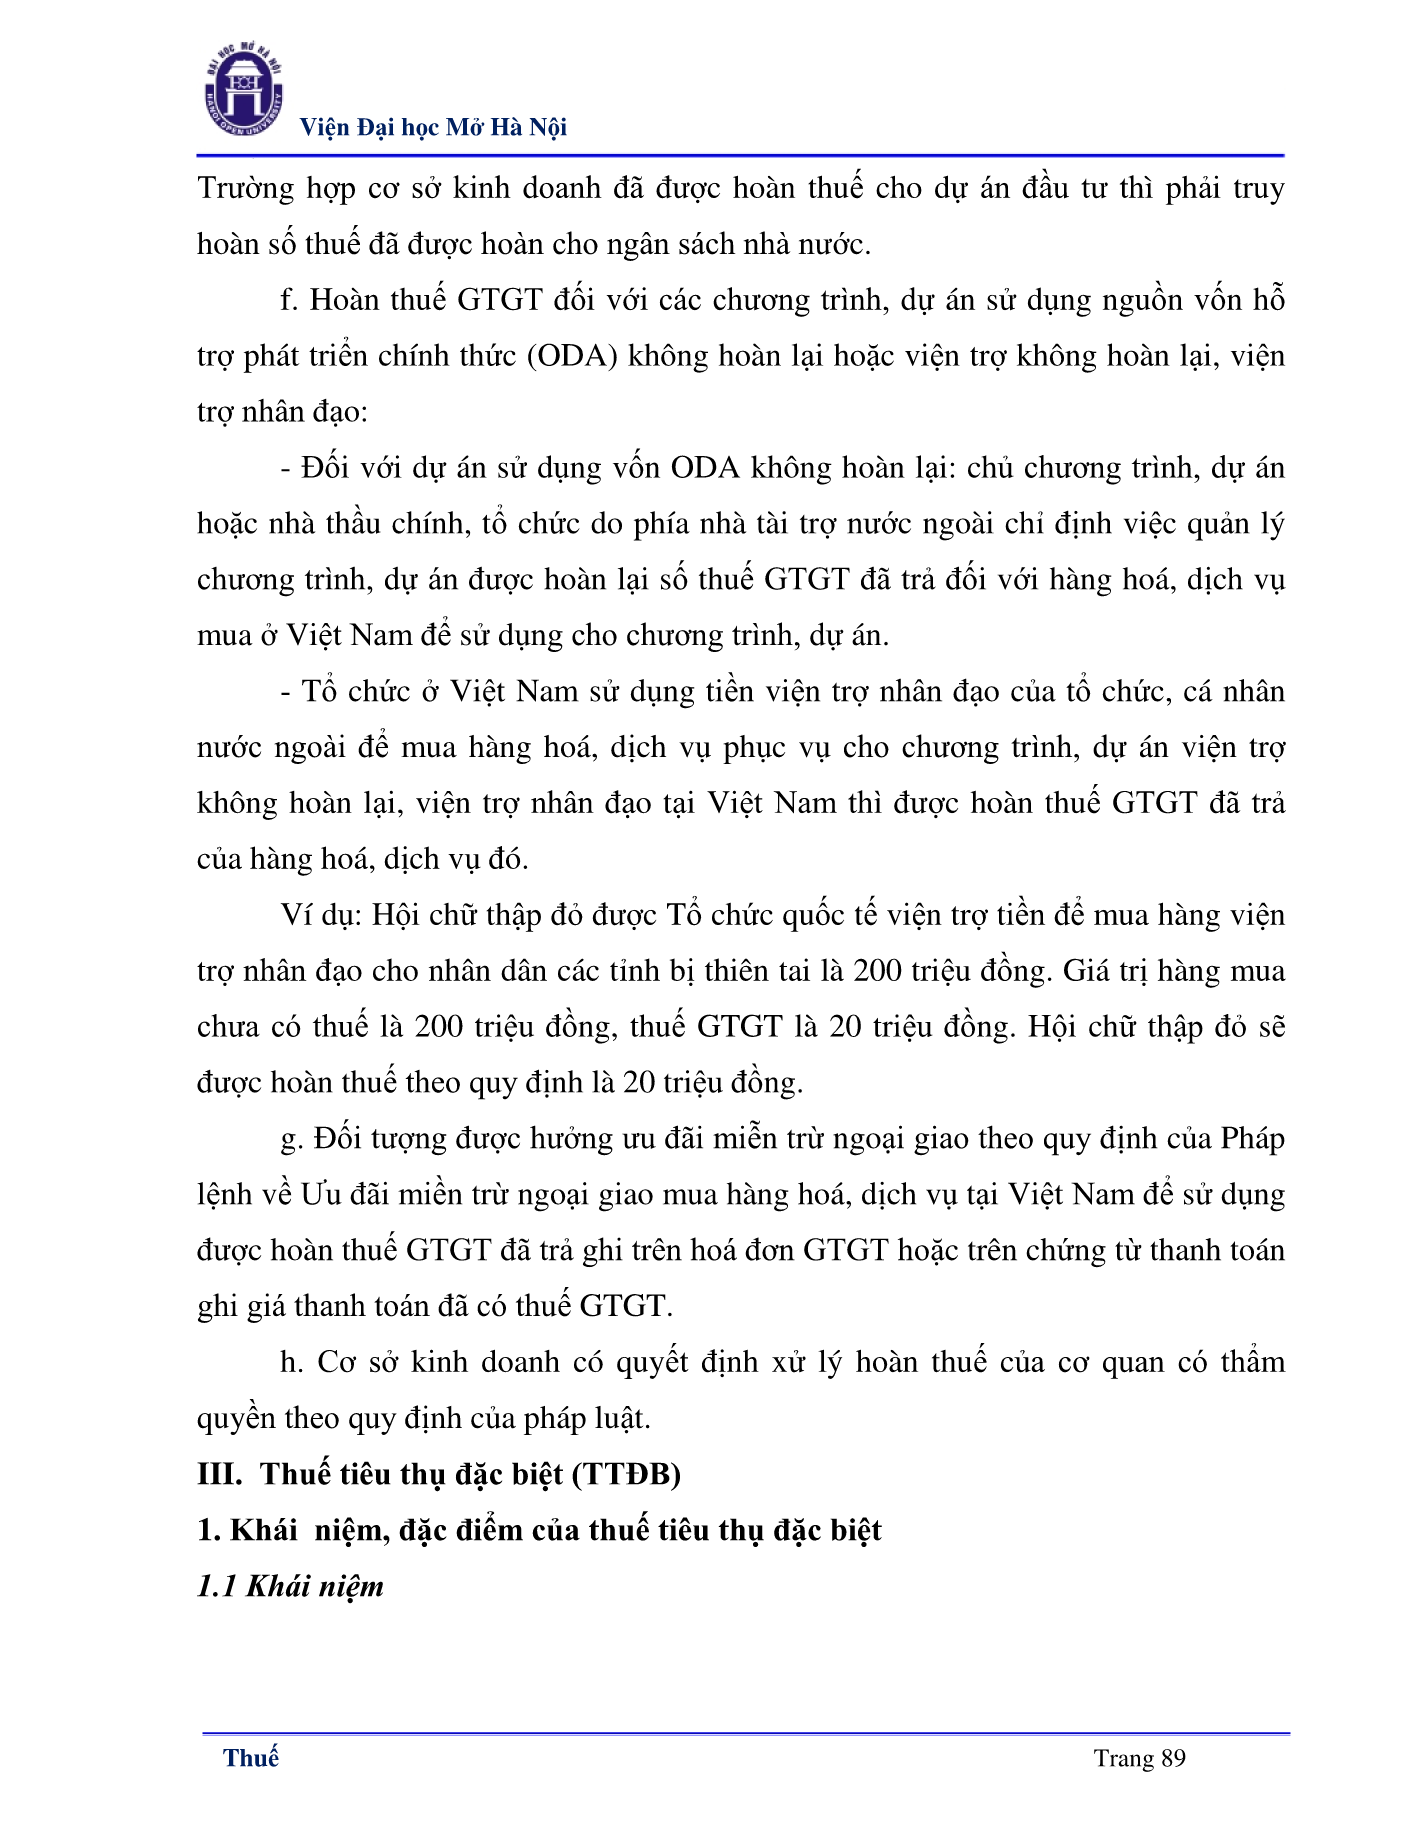 ĐẠI HỌC MỞ HÀ NỘI
HANOI OPEN UNIVERSITY
Viện Đại học Mở Hà Nội
Trường hợp cơ sở kinh doanh đã được hoàn thuế cho dự án đầu tư thì phải truy
hoàn số thuế đã được hoàn cho ngân sách nhà nước.
f. Hoàn thuế GTGT đối với các chương trình, dự án sử dụng nguồn vốn hỗ
trợ phát triển chính thức (ODA) không hoàn lại hoặc viện trợ không hoàn lại, viện
trợ nhân đạo:
- Đối với dự án sử dụng vốn ODA không hoàn lại: chủ chương trình, dự án
hoặc nhà thầu chính, tổ chức do phía nhà tài trợ nước ngoài chỉ định việc quản lý
chương trình, dự án được hoàn lại số thuế GTGT đã trả đối với hàng hoá, dịch vụ
mua ở Việt Nam để sử dụng cho chương trình, dự án.
- Tổ chức ở Việt Nam sử dụng tiền viện trợ nhân đạo của tổ chức, cá nhân
nước ngoài để mua hàng hoá, dịch vụ phục vụ cho chương trình, dự án viện trợ
không hoàn lại, viện trợ nhân đạo tại Việt Nam thì được hoàn thuế GTGT đã trả
của hàng hoá, dịch vụ đó.
Ví dụ: Hội chữ thập đỏ được Tổ chức quốc tế viện trợ tiền để mua hàng viện
trợ nhân đạo cho nhân dân các tỉnh bị thiên tai là 200 triệu đồng. Giá trị hàng mua
chưa có thuế là 200 triệu đồng, thuế GTGT là 20 triệu đồng. Hội chữ thập đỏ sẽ
được hoàn thuế theo quy định là 20 triệu đồng.
g. Đối tượng được hưởng ưu đãi miễn trừ ngoại giao theo quy định của Pháp
lệnh về Ưu đãi miền trừ ngoại giao mua hàng hoá, dịch vụ tại Việt Nam để sử dụng
được hoàn thuế GTGT đã trả ghi trên hoá đơn GTGT hoặc trên chứng từ thanh toán
ghi giá thanh toán đã có thuế GTGT.
h. Cơ sở kinh doanh có quyết định xử lý hoàn thuế của cơ quan có thẩm
quyền theo quy định của pháp luật.
III. Thuế tiêu thụ đặc biệt (TTĐB)
1. Khái niệm, đặc điểm của thuế tiêu thụ đặc biệt
1.1 Khái niệm
Thuế
Trang 89